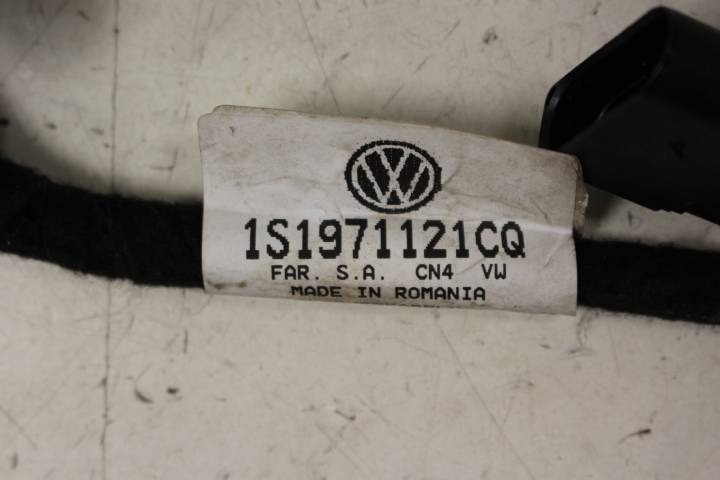 VW
1S1971121CQ
FAR. S.A. CN4 VW
MADE IN ROMANIA